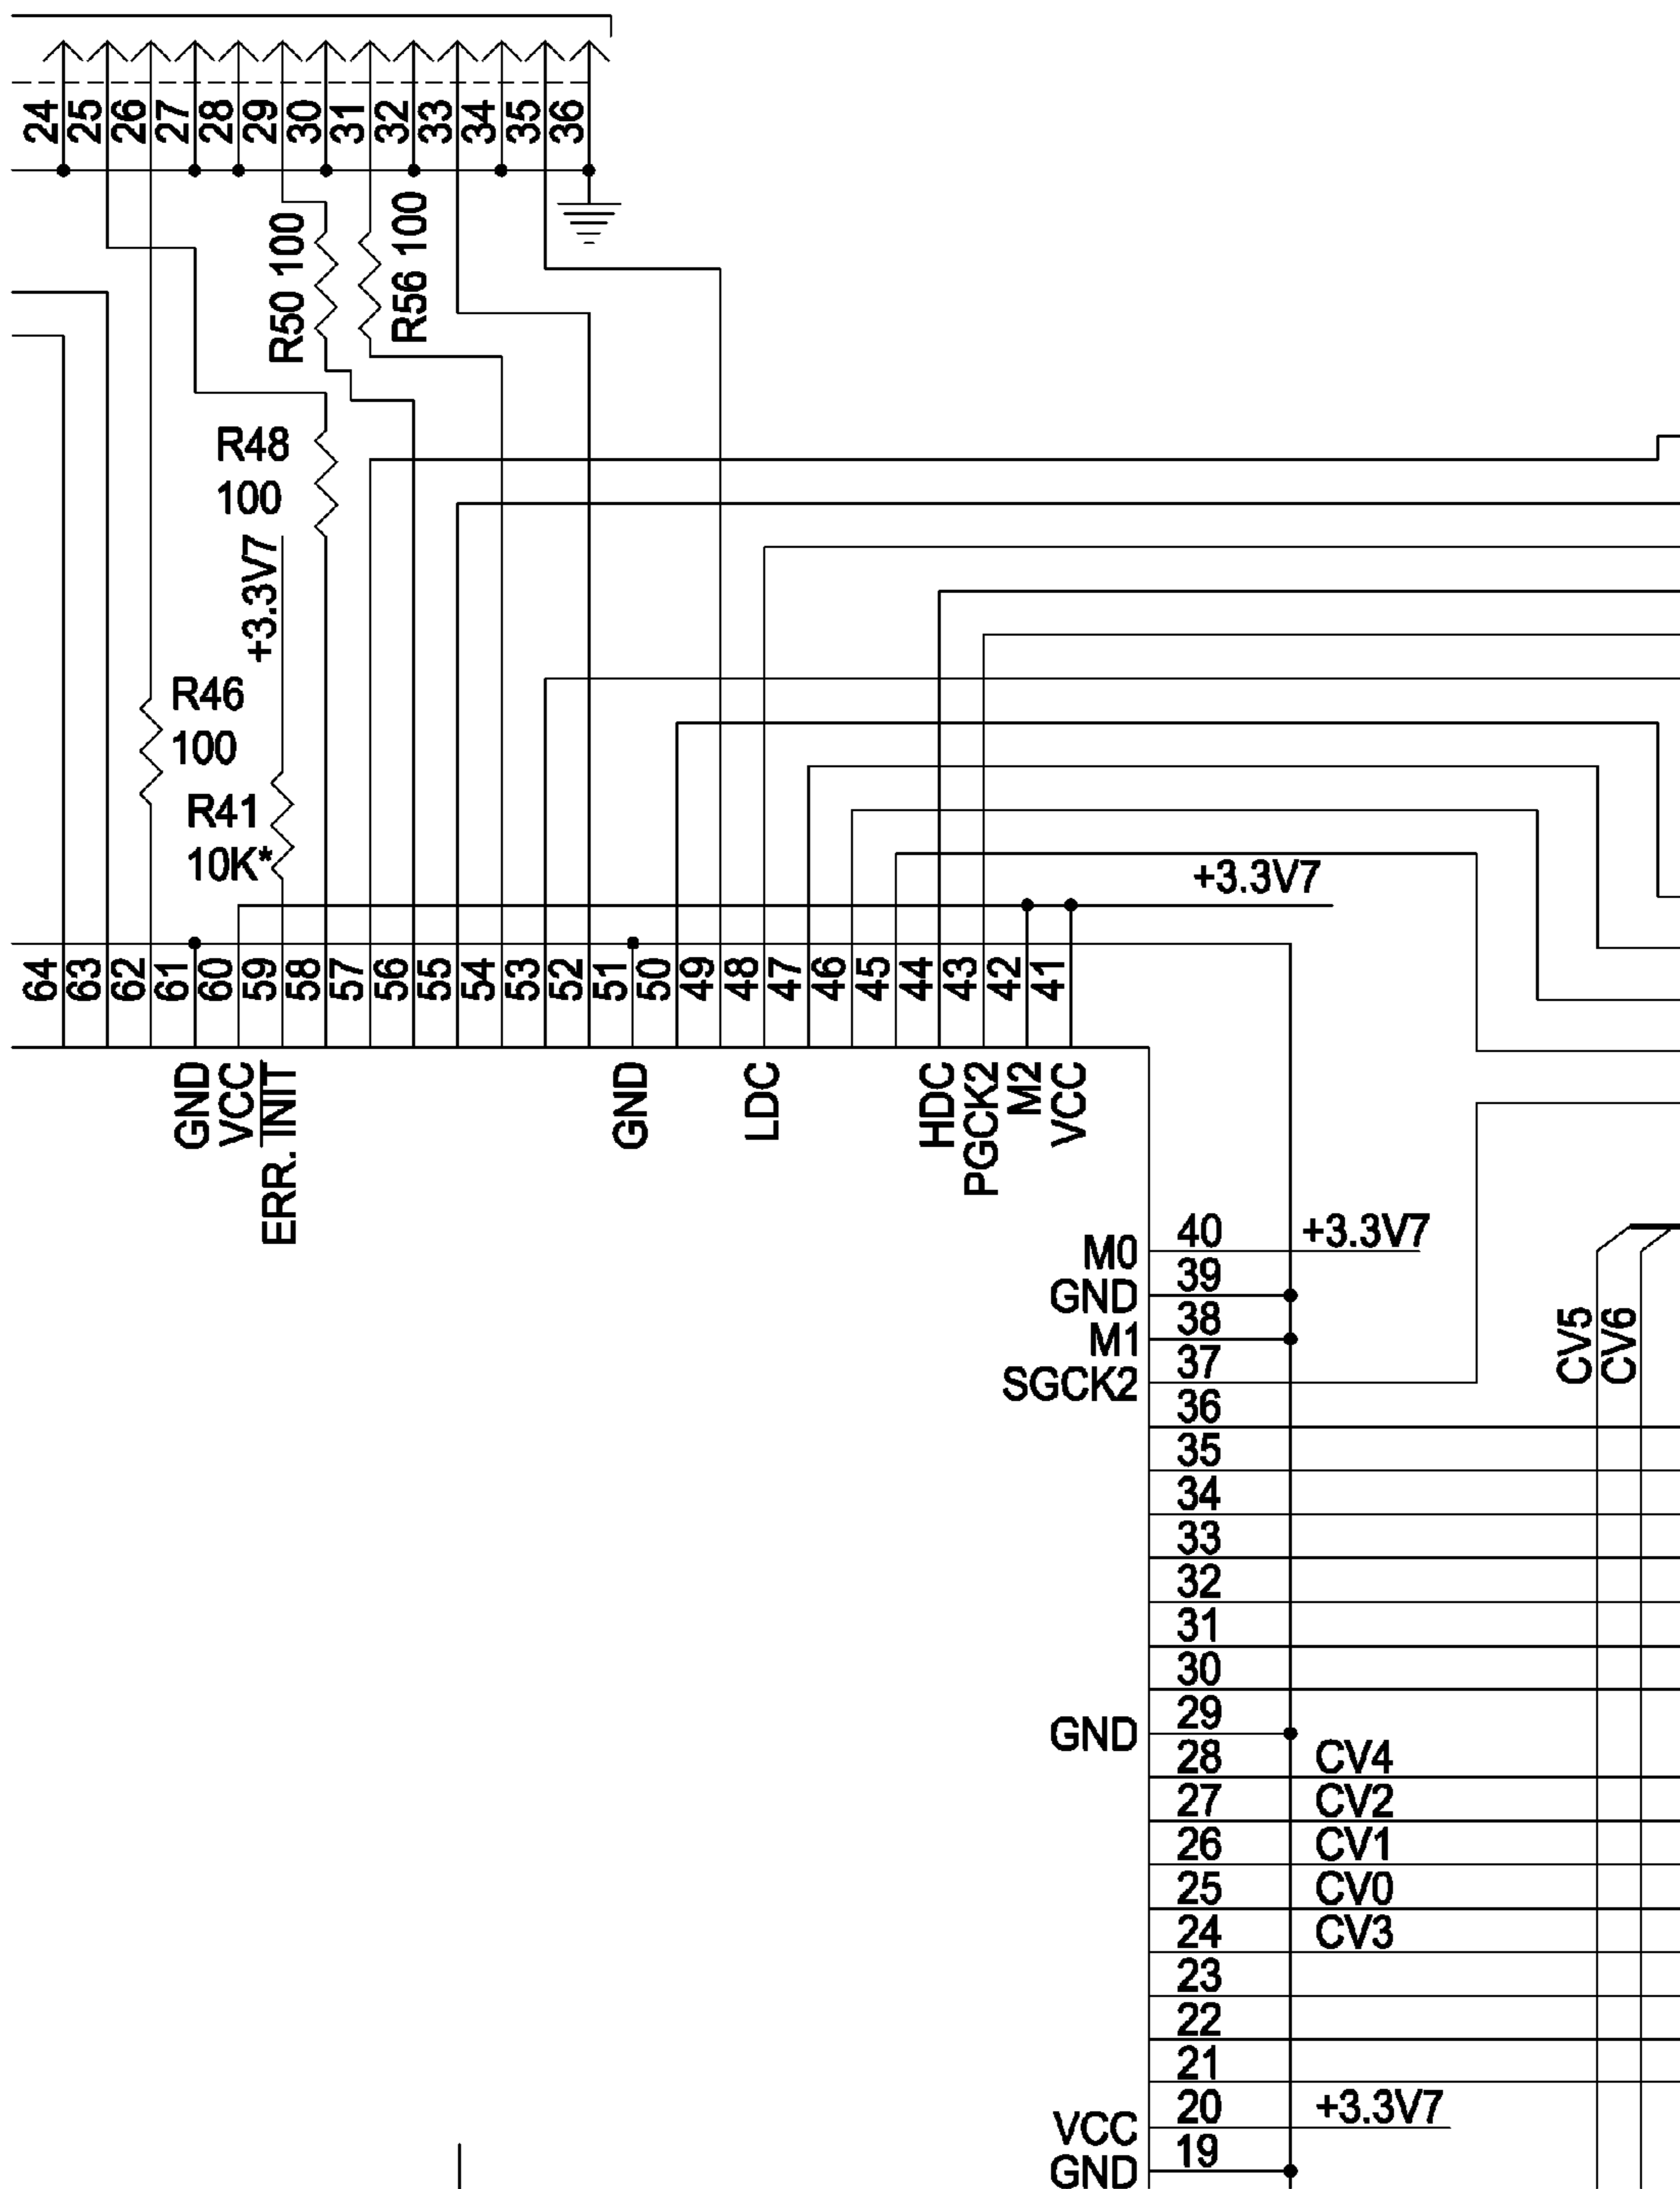 24 25 26 27 28 29 30 31 32 33 34 35 36
R50 100
R56 100
R48
100
+3.3V7
R46
100
R41
10K*
+3.3V7
64 63 62 61 60 59 58 57 56 55 54 53 52 51 50 49 48 47 46 45 44 43 42 41
GND
VCC
ERR. INIT
GND
LDC
HDC
PGCK2
M2
VCC
M0 40 +3.3V7
GND 39
M1 38
SGCK2 37
CV5
CV6
36
35
34
33
32
31
30
GND 29
28 CV4
27 CV2
26 CV1
25 CV0
24 CV3
23
22
21
VCC 20 +3.3V7
GND 19